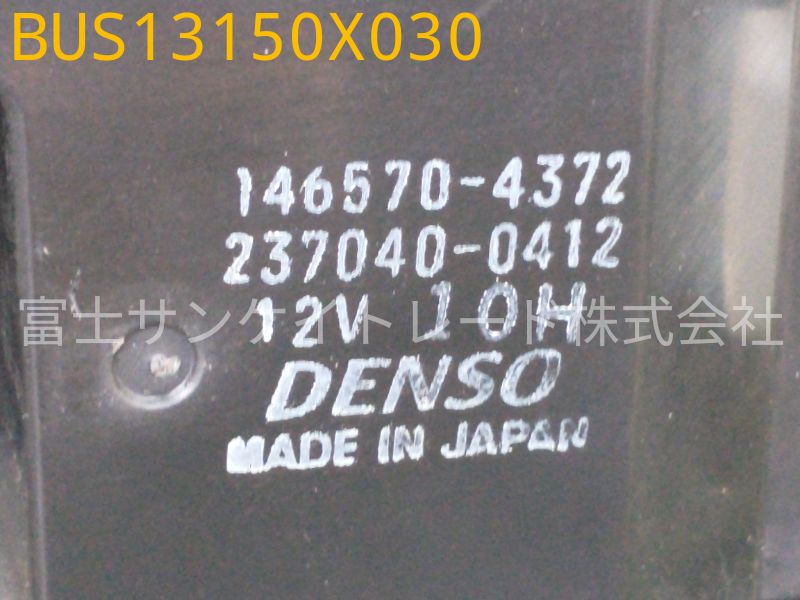 BUS13150X030
146570-4372
237040-0412
富士サンケイトレード株式会社
12V 10H
DENSO
MADE IN JAPAN